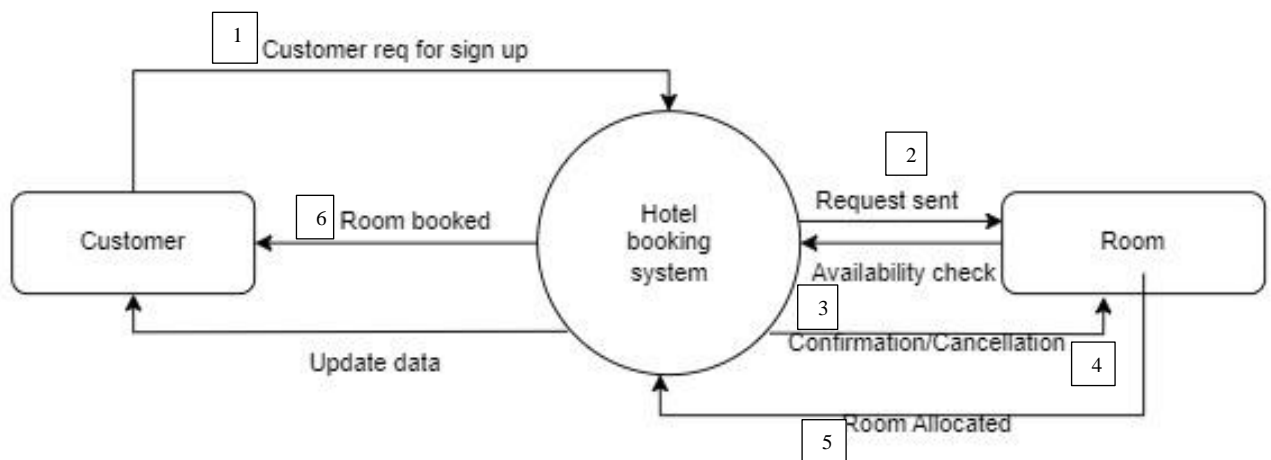 1
Customer req for sign up
2
Request sent
6
Room booked
Customer
Hotel
booking
system
Room
Availability check
3
Confirmation/Cancellation
4
Update data
Room Allocated
5